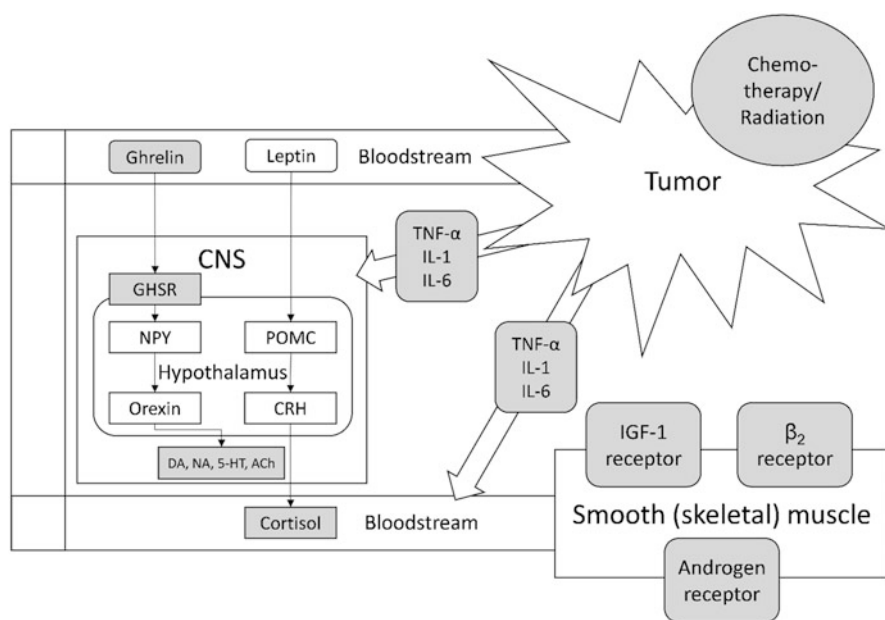 Chemo-
therapy/
Radiation
Ghrelin
Leptin
Bloodstream
Tumor
TNF-α
IL-1
IL-6
CNS
GHSR
NPY
POMC
Hypothalamus
Orexin
CRH
DA, NA, 5-HT, ACh
TNF-α
IL-1
IL-6
IGF-1
receptor
β₂
receptor
Cortisol
Bloodstream
Smooth (skeletal) muscle
Androgen
receptor